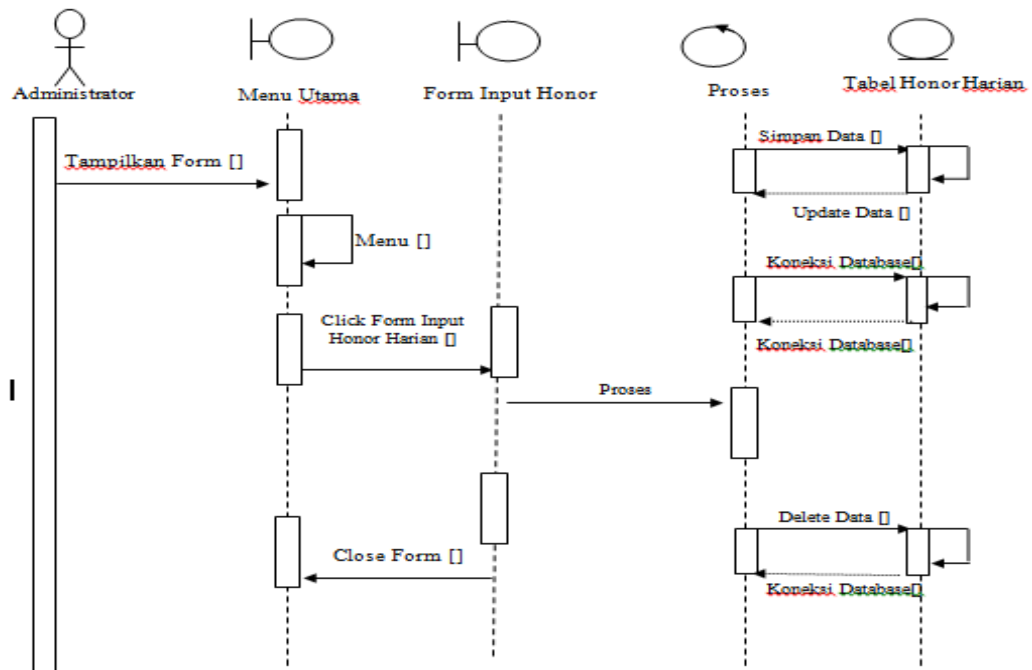 Administrator
Menu Utama
Form Input Honor
Proses
Tabel Honor Harian
Tampilkan Form []
Simpan Data []
Update Data []
Menu []
Koneksi Database[]
Click Form Input
Honor Harian []
Koneksi Database[]
Proses
Delete Data []
Close Form []
Koneksi Database[]